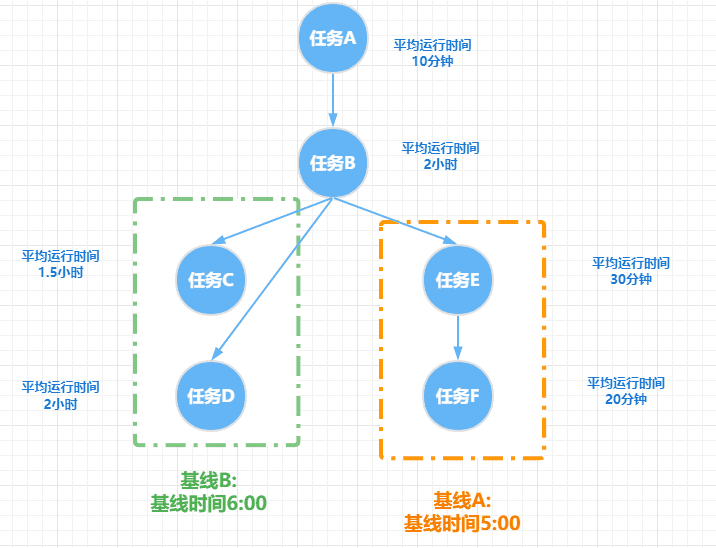 任务A
平均运行时间
10分钟
任务B
平均运行时间
2小时
平均运行时间
1.5小时
任务C
任务E
平均运行时间
30分钟
平均运行时间
2小时
任务D
任务F
平均运行时间
20分钟
基线B:
基线时间6:00
基线A:
基线时间5:00